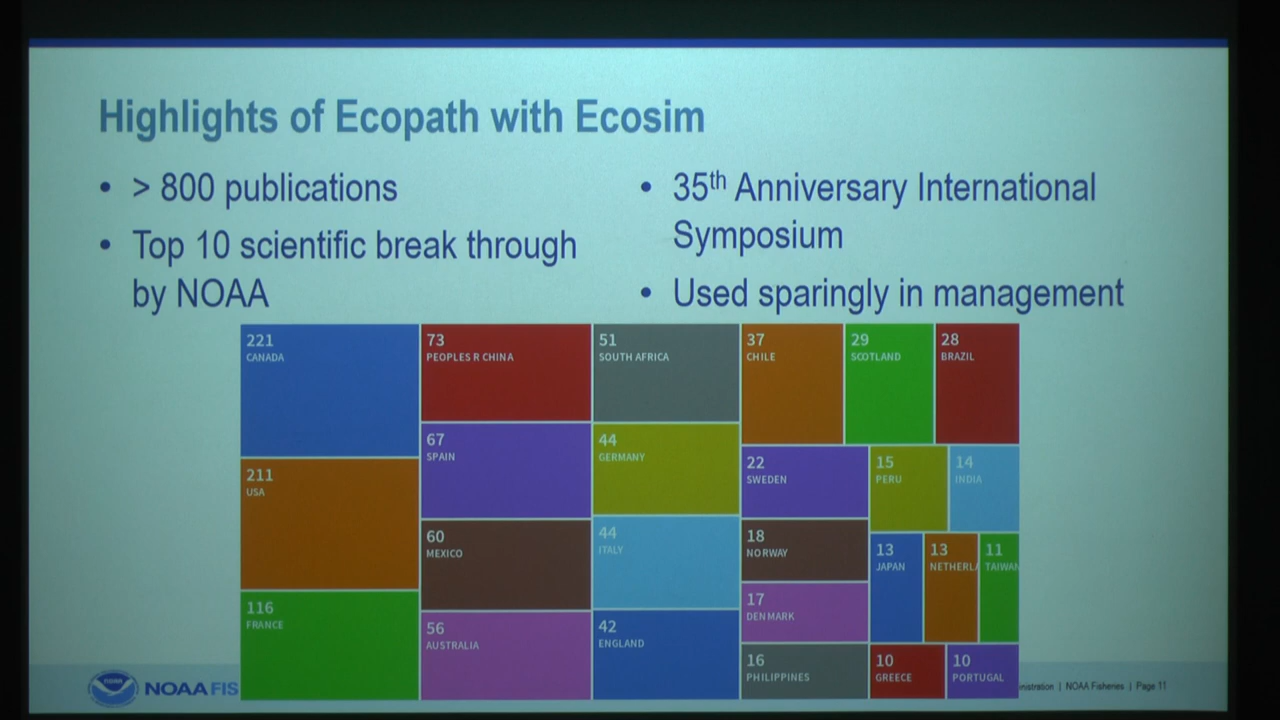 Highlights of Ecopath with Ecosim
• > 800 publications
• Top 10 scientific break through
by NOAA
• 35th Anniversary International
Symposium
• Used sparingly in management
221
CANADA
211
USA
116
FRANCE
73
PEOPLES R CHINA
67
SPAIN
60
MEXICO
56
AUSTRALIA
51
SOUTH AFRICA
44
GERMANY
44
ITALY
42
ENGLAND
37
CHILE
29
SCOTLAND
28
BRAZIL
22
SWEDEN
18
NORWAY
17
DENMARK
16
PHILIPPINES
15
PERU
14
INDIA
13
JAPAN
13
NETHERLA
11
TAIWAN
10
GREECE
10
PORTUGAL
NOAA FIS
inistration | NOAA Fisheries | Page 11